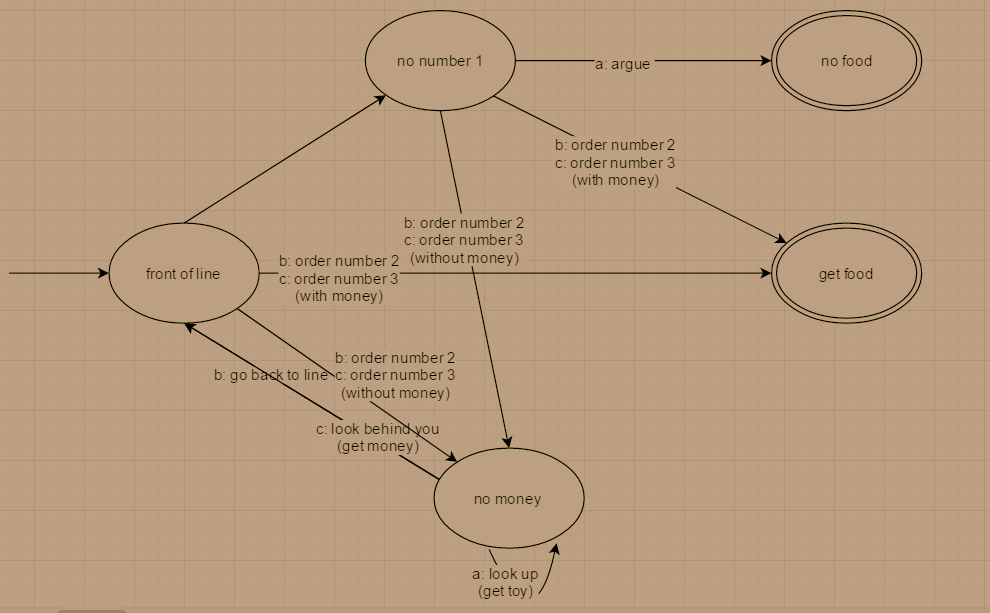 no number 1
a: argue
no food
b: order number 2
c: order number 3
(with money)
b: order number 2
c: order number 3
(without money)
front of line
b: order number 2
c: order number 3
(with money)
get food
b: order number 2
c: order number 3
(without money)
b: go back to line
c: look behind you
(get money)
no money
a: look up
(get toy)